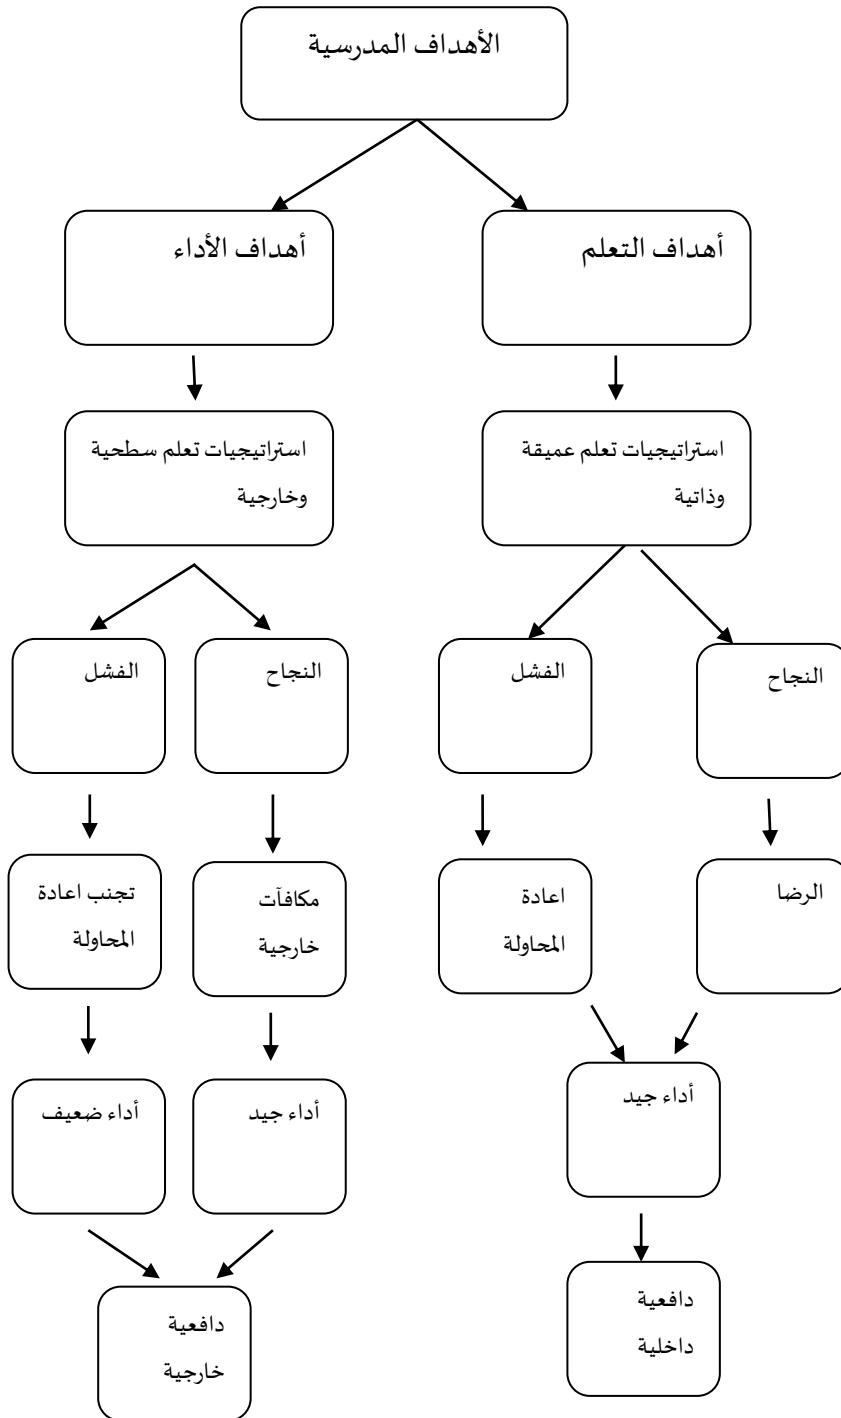 الأهداف المدرسية
أهداف التعلم
أهداف الأداء
استراتيجيات تعلم عميقة
وذاتية
استراتيجيات تعلم سطحية
وخارجية
النجاح
الفشل
النجاح
الفشل
الرضا
اعادة
المحاولة
مكافآت
خارجية
تجنب اعادة
المحاولة
أداء جيد
أداء جيد
أداء ضعيف
دافعية
داخلية
دافعية
خارجية